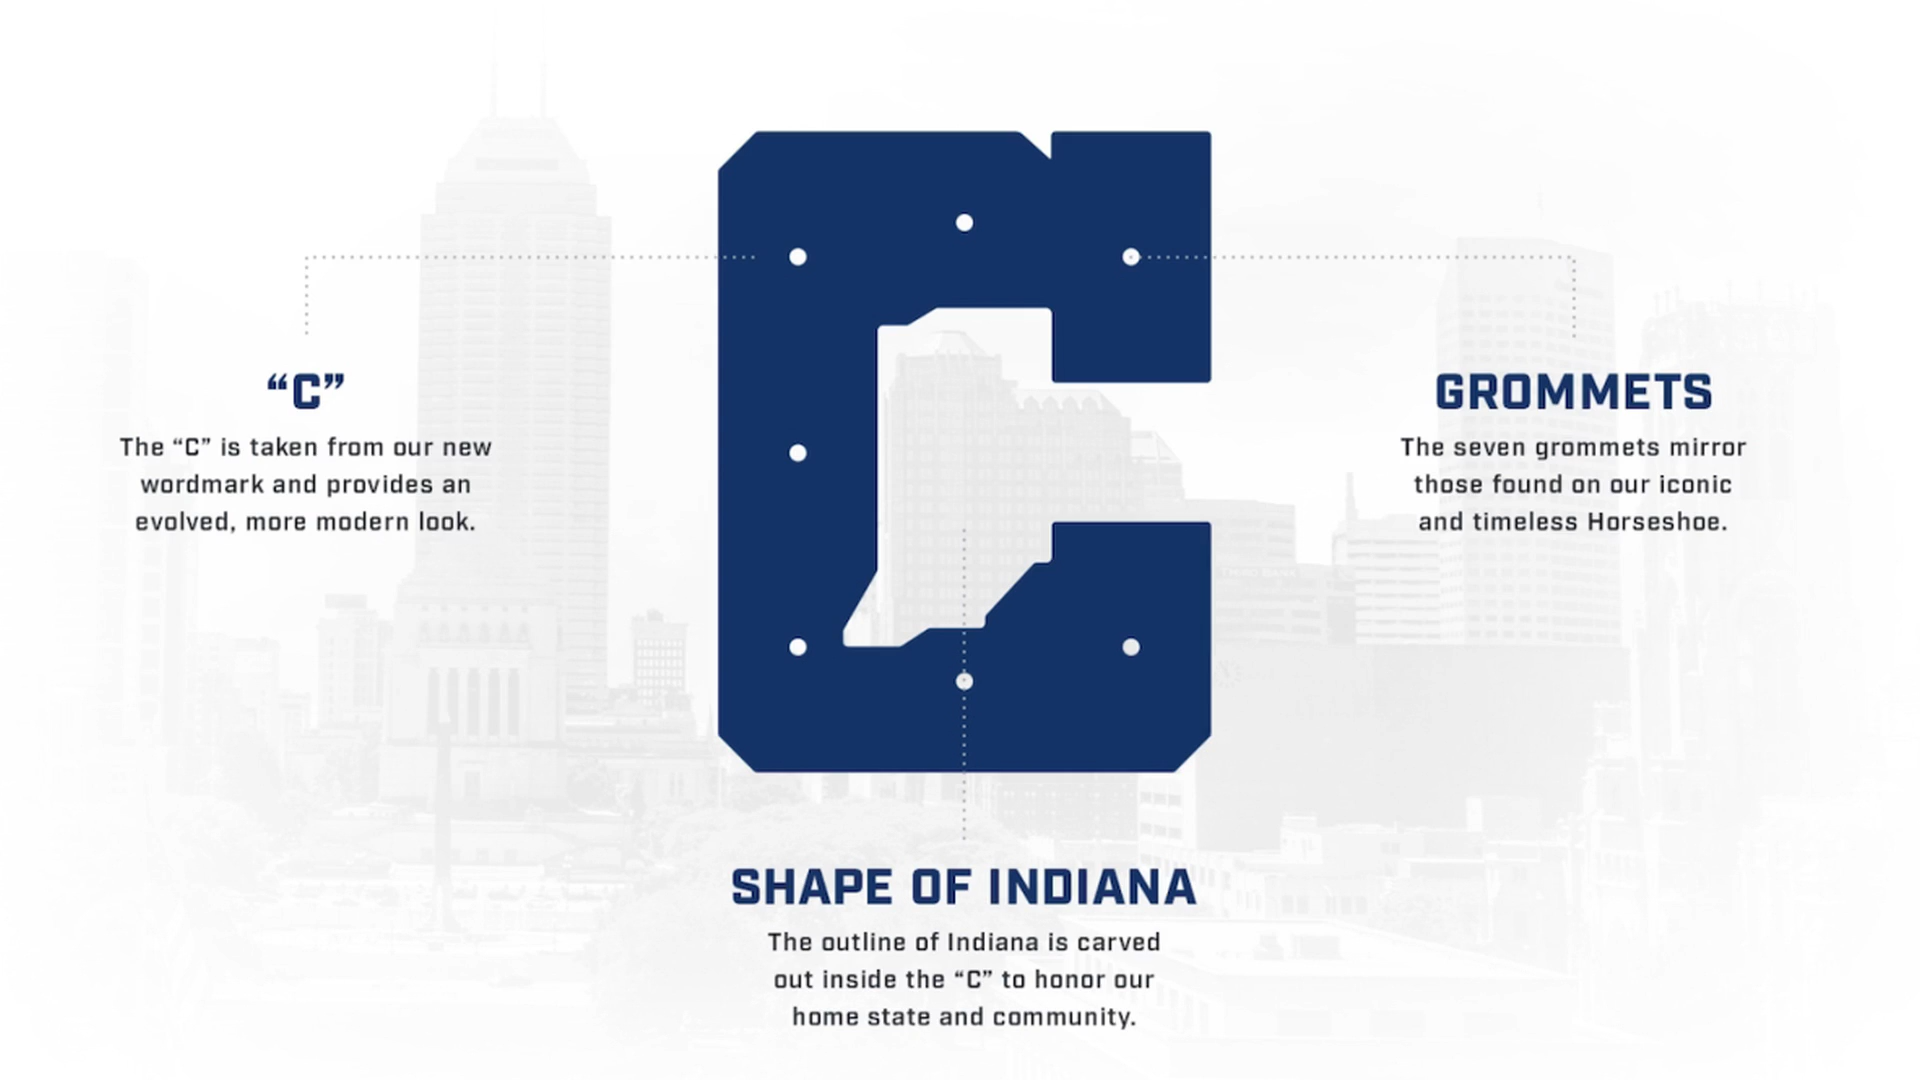 “C”
The “C” is taken from our new
wordmark and provides an
evolved, more modern look.
GROMMETS
The seven grommets mirror
those found on our iconic
and timeless Horseshoe.
SHAPE OF INDIANA
The outline of Indiana is carved
out inside the “C” to honor our
home state and community.